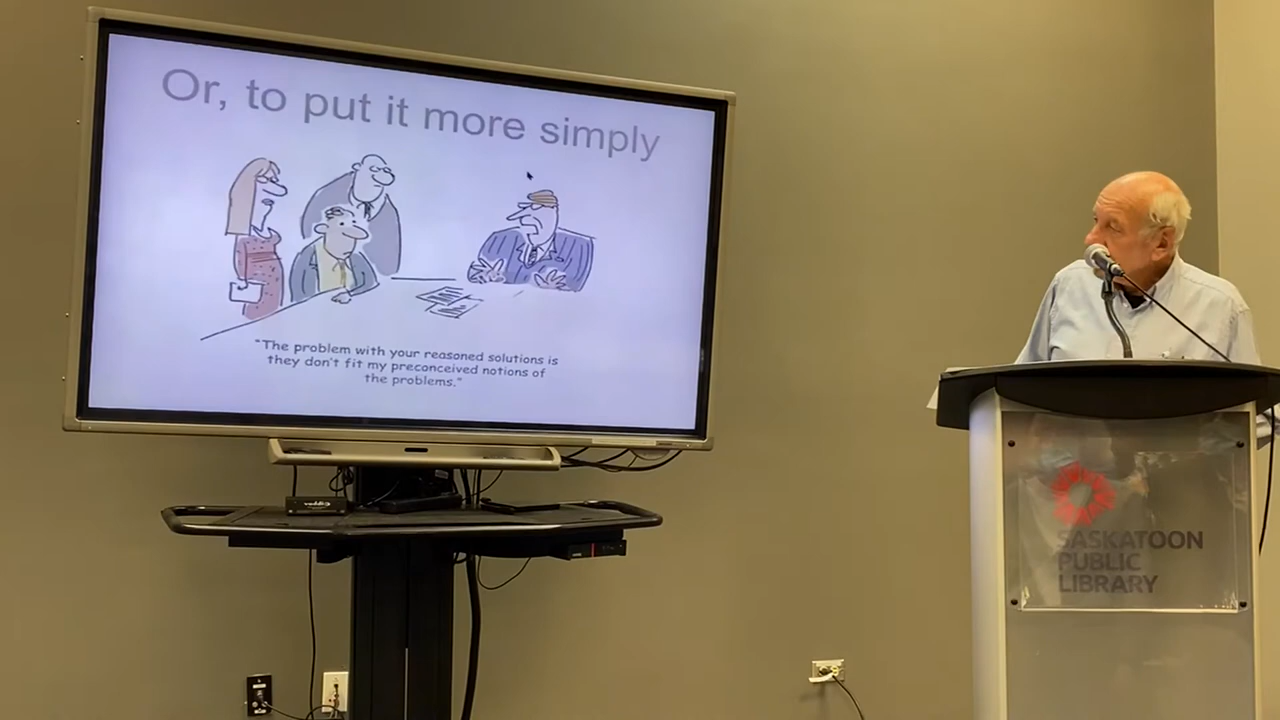 Or, to put it more simply
"The problem with your reasoned solutions is
they don't fit my preconceived notions of
the problems."
SASKATOON
PUBLIC
LIBRARY